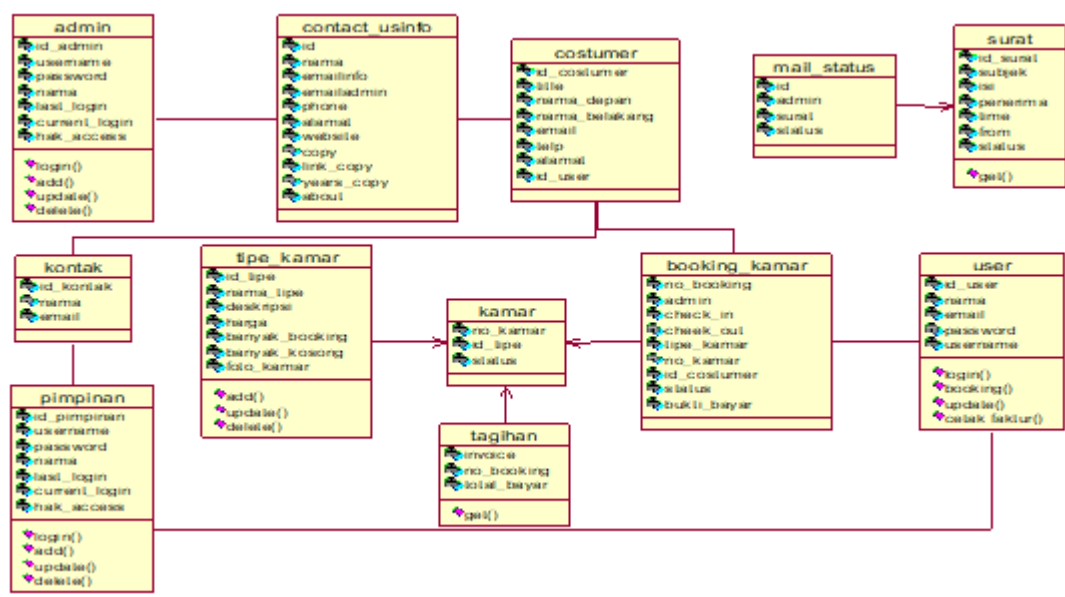 admin
id_admin
username
password
nama
last_login
current_login
hak_access
login()
add()
update()
delete()
contact_usinfo
id
nama
emailinfo
emailadmin
phone
alamat
website
copy
link_copy
years_copy
about
costumer
id_costumer
title
nama_depan
nama_belakang
email
telp
alamat
id_user
mail_status
id
admin
surat
status
surat
id_surat
subjek
isi
penerima
time
from
status
get()
kontak
id_kontak
nama
email
tipe_kamar
id_tipe
nama_tipe
deskripsi
harga
banyak_booking
banyak_kosong
foto_kamar
add()
update()
delete()
kamar
no_kamar
id_tipe
status
booking_kamar
no_booking
admin
check_in
cheek_out
tipe_kamar
no_kamar
id_costumer
status
bukti_bayar
user
id_user
nama
email
password
username
login()
booking()
update()
cetak faktur()
pimpinan
id_pimpinan
username
password
nama
last_login
current_login
hak_access
login()
add()
update()
delete()
tagihan
invoice
no_booking
total_bayar
get()